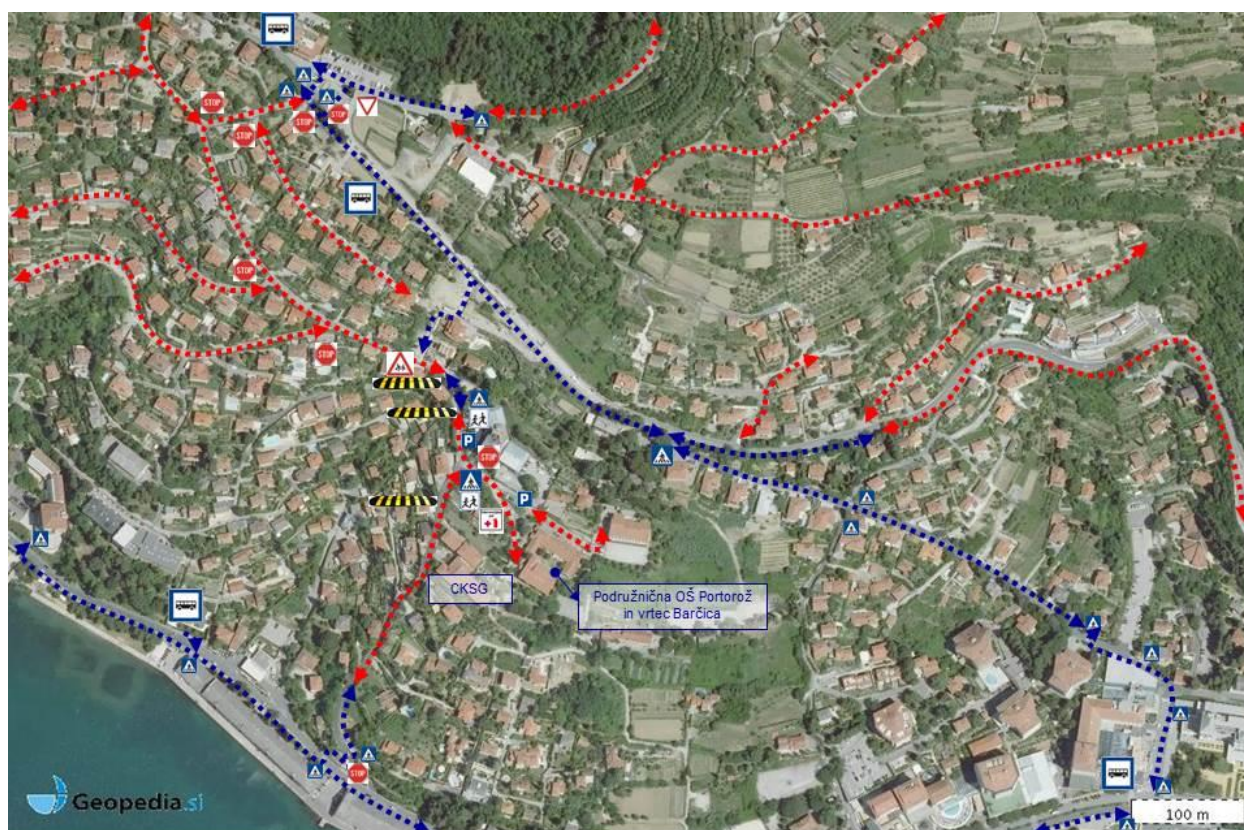 STOP
STOP
STOP
STOP
STOP
STOP
P
STOP
P
CKSG
Podružnična OŠ Portorož
in vrtec Barčica
STOP
Geopedia.si
100 m